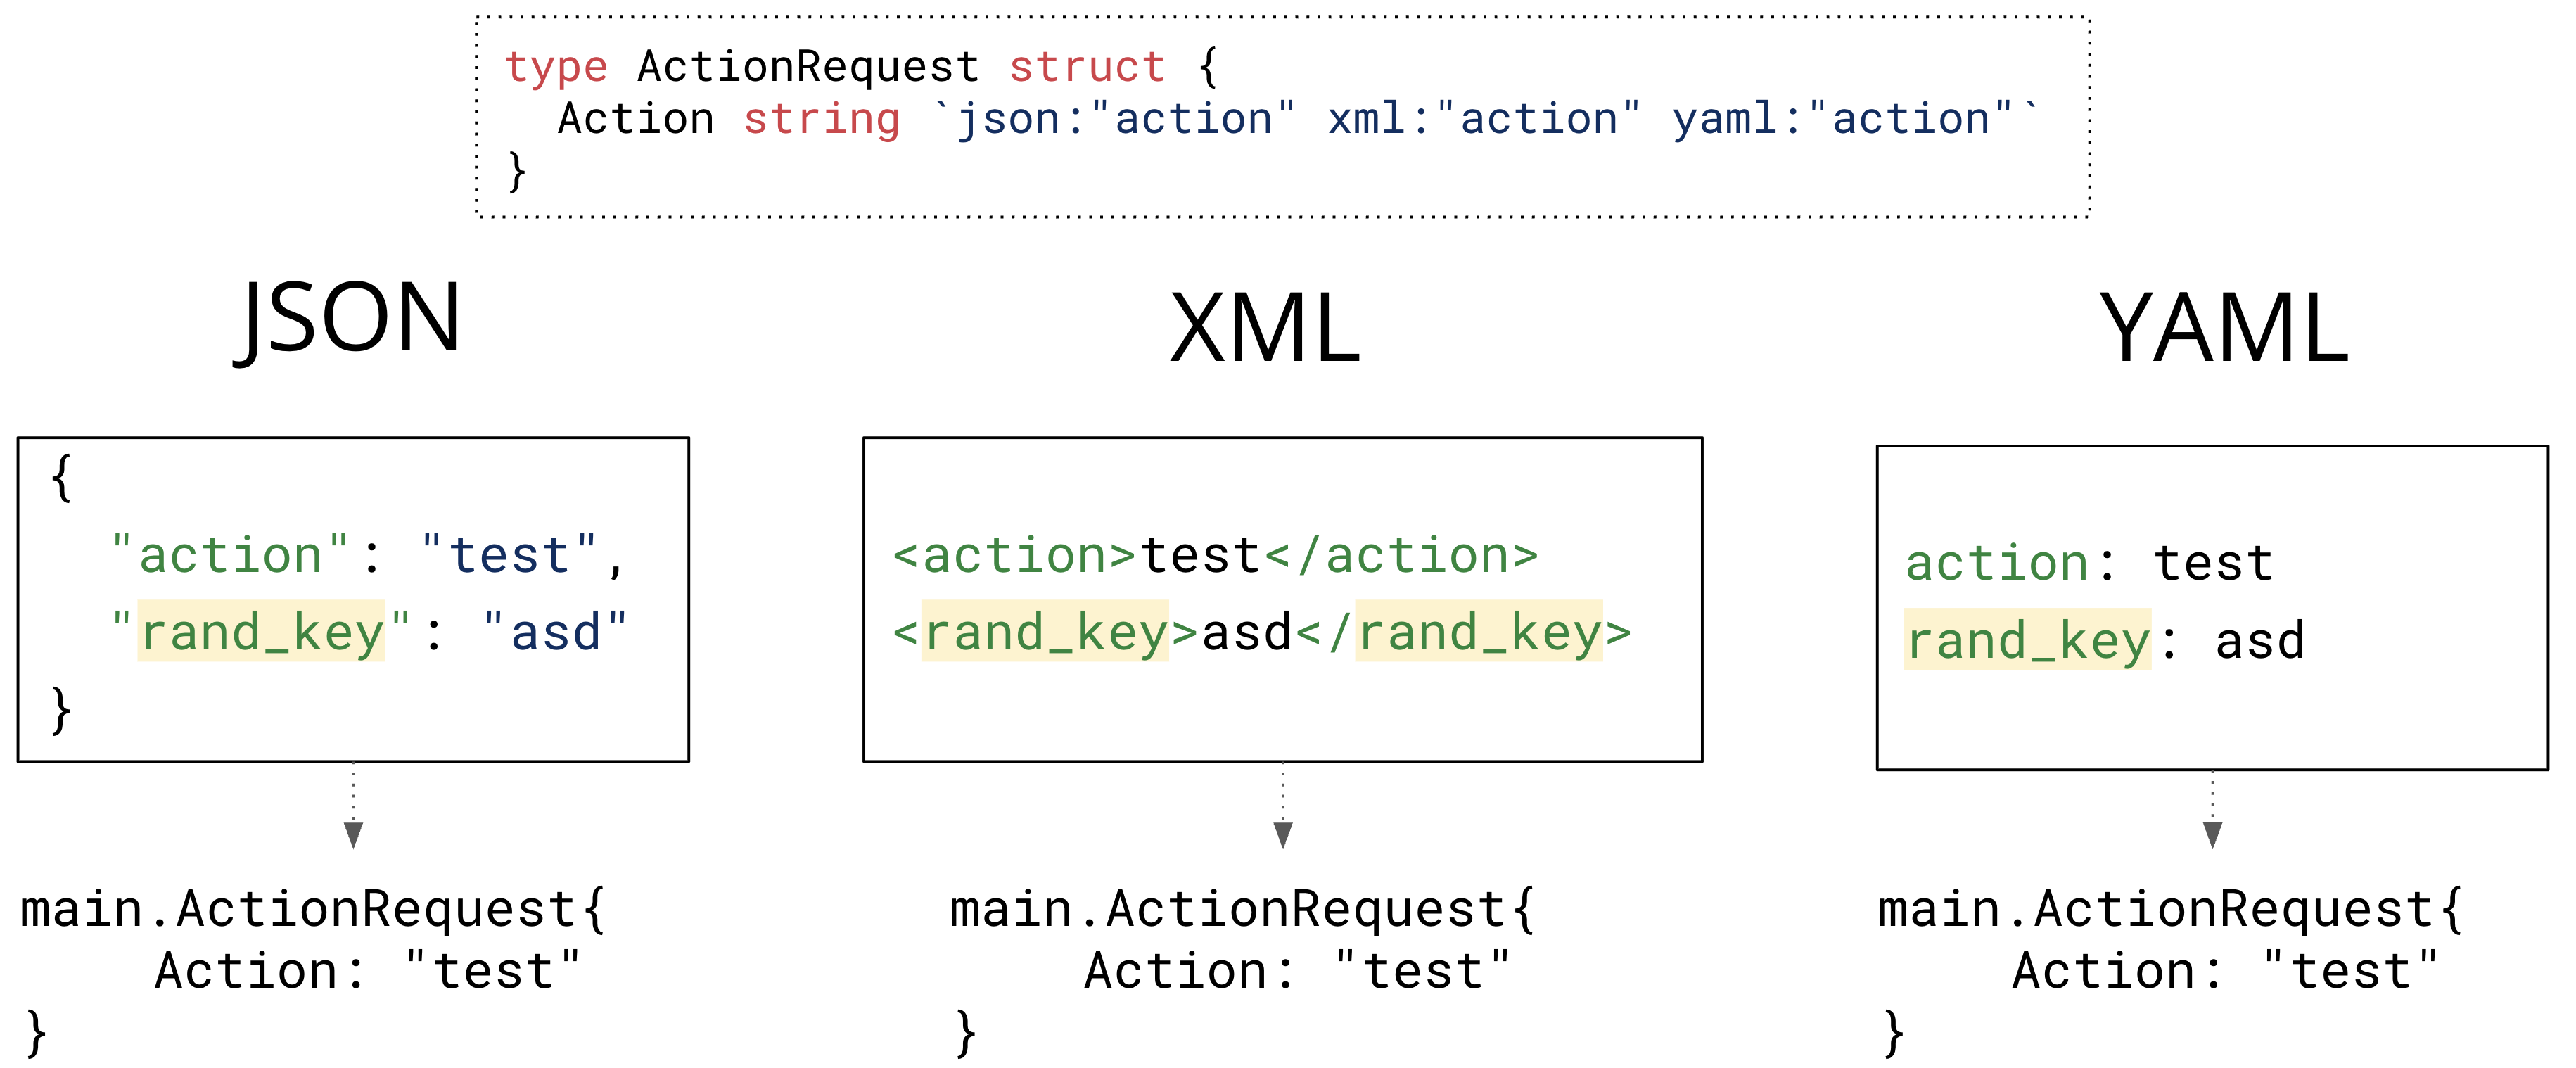 type ActionRequest struct {
  Action string `json:"action" xml:"action" yaml:"action"`
}
JSON
{
  "action": "test",
  "rand_key": "asd"
}
main.ActionRequest{
    Action: "test"
}
XML
<action>test</action>
<rand_key>asd</rand_key>
main.ActionRequest{
    Action: "test"
}
YAML
action: test
rand_key: asd
main.ActionRequest{
    Action: "test"
}